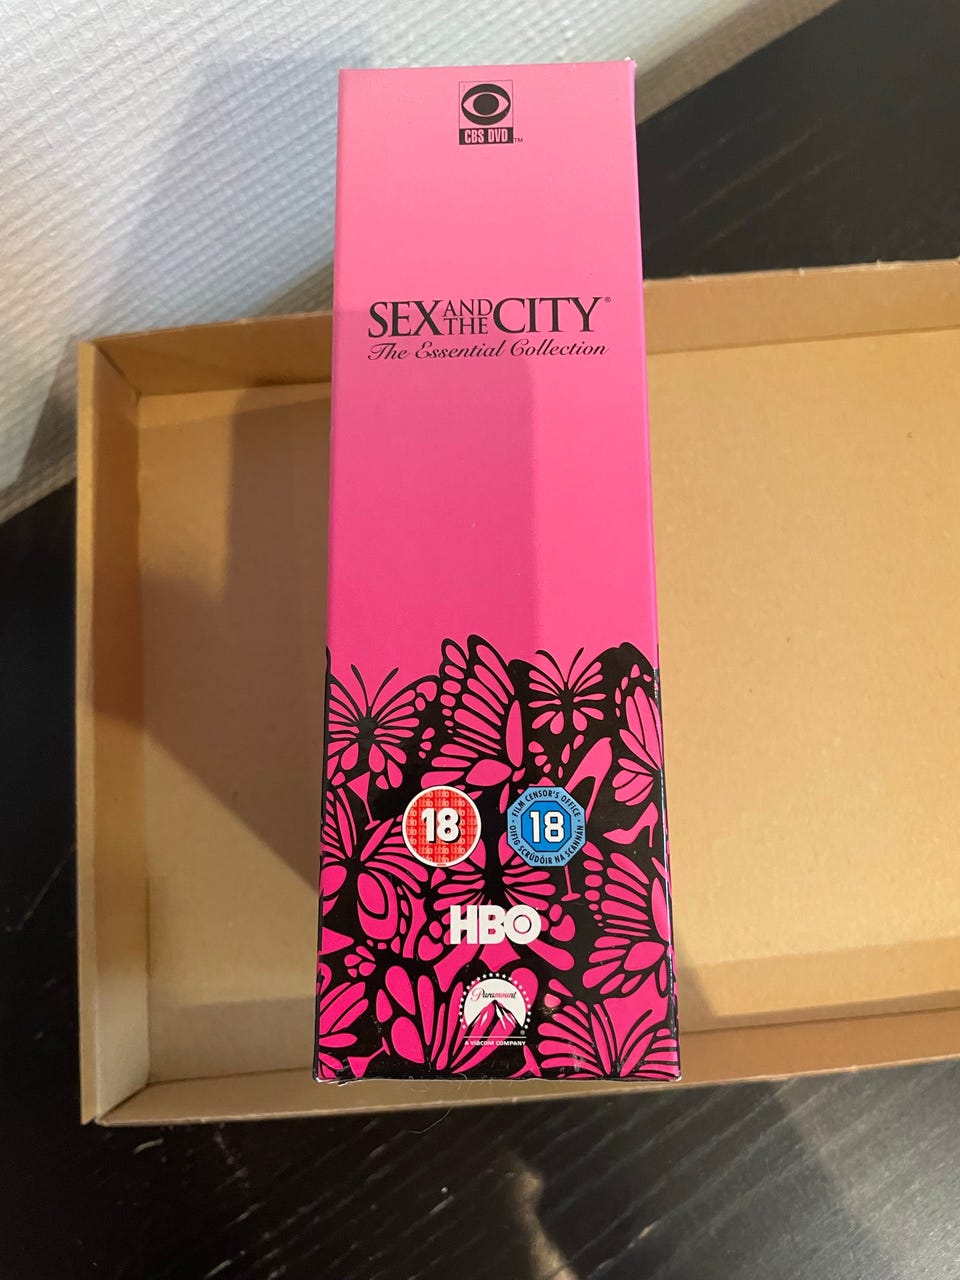 CBS DVD™
SEX AND THE CITY®
The Essential Collection
18
FILM CENSOR'S OFFICE
18
OIFIG SCRÚDÓIR NA SCANNÁN
HBO
Paramount
®
A VIACOM COMPANY